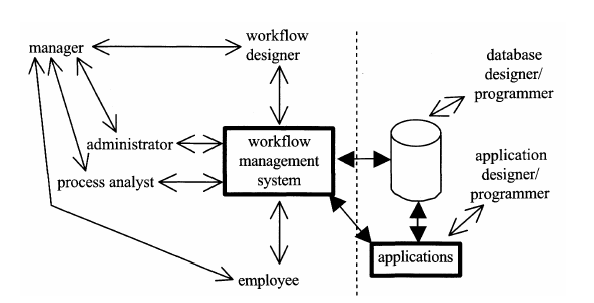 manager
workflow
designer
database
designer/
programmer
administrator
workflow
management
system
application
designer/
programmer
process analyst
applications
employee